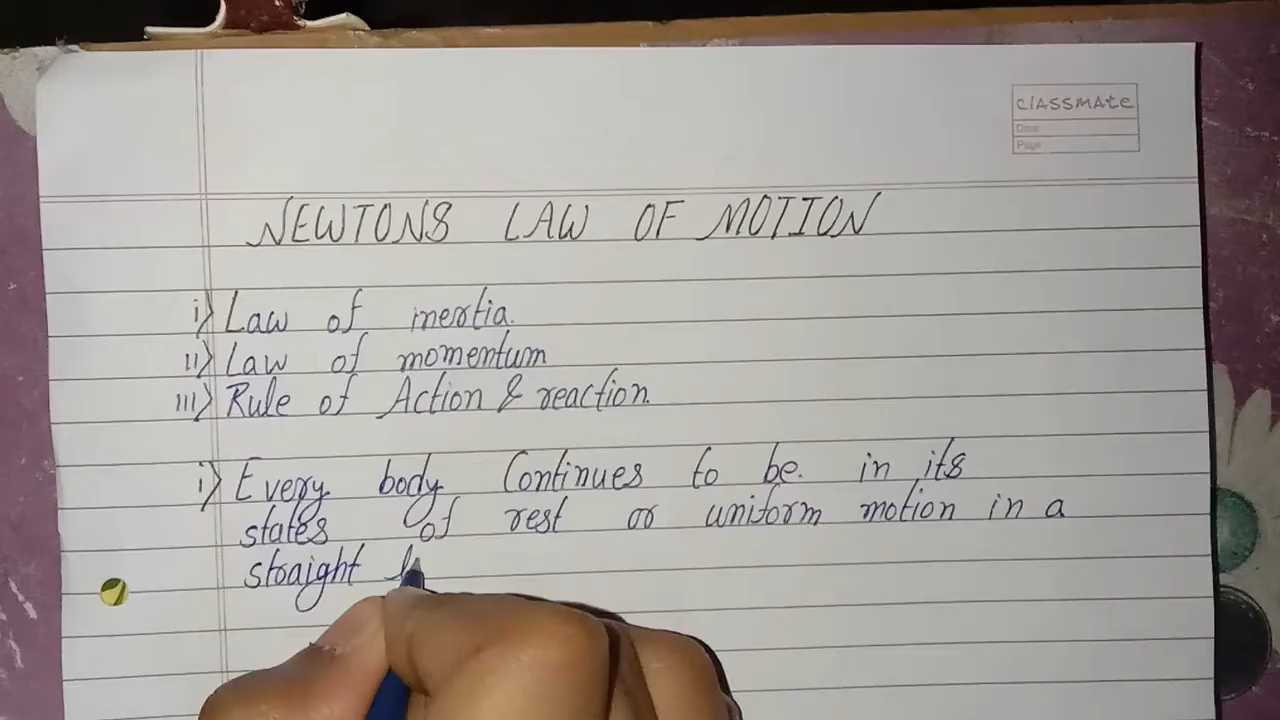 CLASSMATE
Date
Page
NEWTONS LAW OF MOTION
i) Law of inertia.
ii) Law of momentum
iii) Rule of Action & reaction.
i) Every body Continues to be. in its
states of rest or uniform motion in a
straight